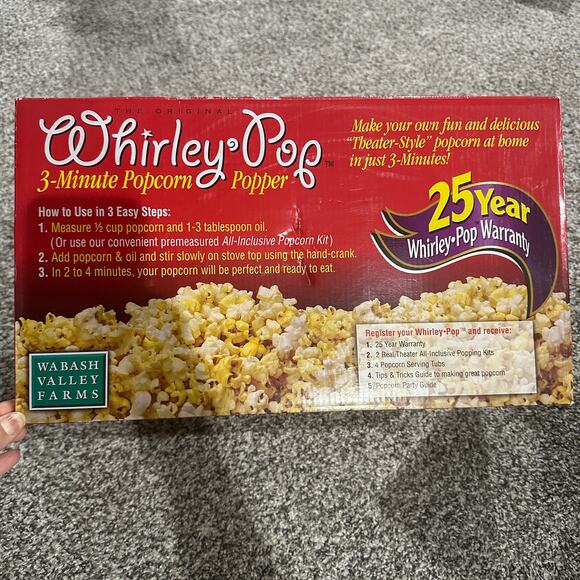 THE ORIGINAL
Whirley•Pop™
3-Minute Popcorn Popper
Make your own fun and delicious
"Theater-Style" popcorn at home
in just 3-Minutes!
How to Use in 3 Easy Steps:
1. Measure ½ cup popcorn and 1-3 tablespoon oil.
(Or use our convenient premeasured All-Inclusive Popcorn Kit)
2. Add popcorn & oil and stir slowly on stove top using the hand-crank.
3. In 2 to 4 minutes, your popcorn will be perfect and ready to eat.
25 Year
Whirley•Pop Warranty
Register your Whirley•Pop™ and receive:
1. 25 Year Warranty
2. 2 Real Theater All-Inclusive Popping Kits
3. 4 Popcorn Serving Tubs
4. Tips & Tricks Guide to making great popcorn
5. Popcorn Party Guide
WABASH
VALLEY
FARMS